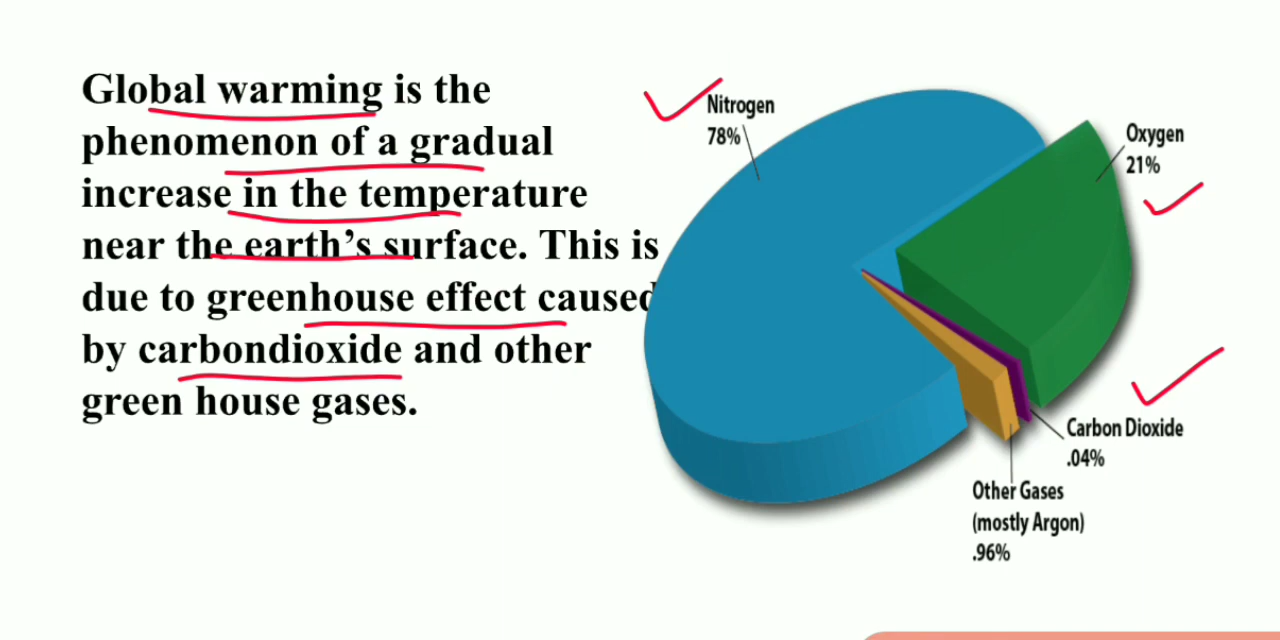 Global warming is the
phenomenon of a gradual
increase in the temperature
near the earth’s surface. This is
due to greenhouse effect caused
by carbondioxide and other
green house gases.
Nitrogen
78%
Oxygen
21%
Carbon Dioxide
.04%
Other Gases
(mostly Argon)
.96%